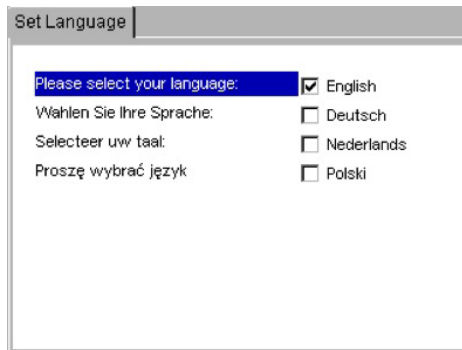 Set Language
Please select your language: English
Wahlen Sie Ihre Sprache: Deutsch
Selecteer uw taal: Nederlands
Proszę wybrać język Polski